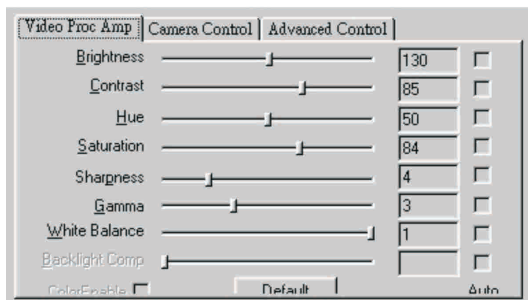 Video Proc Amp Camera Control Advanced Control
Brightness 130
Contrast 85
Hue 50
Saturation 84
Sharpness 4
Gamma 3
White Balance 1
Backlight Comp
ColorEnable Default Auto